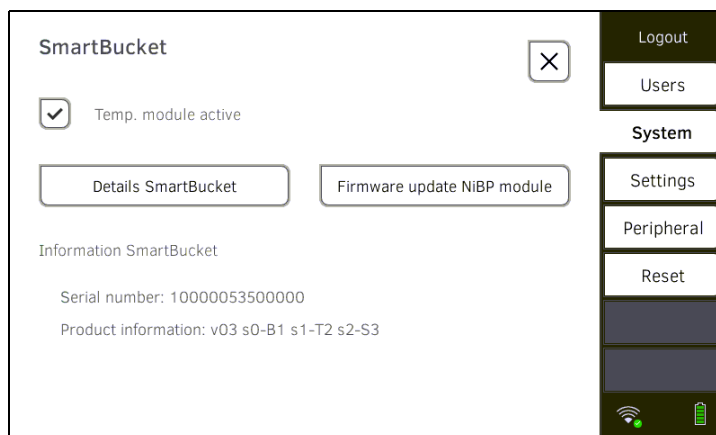 SmartBucket
Temp. module active
Details SmartBucket
Firmware update NiBP module
Information SmartBucket
Serial number: 10000053500000
Product information: v03 s0-B1 s1-T2 s2-S3
Logout
Users
System
Settings
Peripheral
Reset